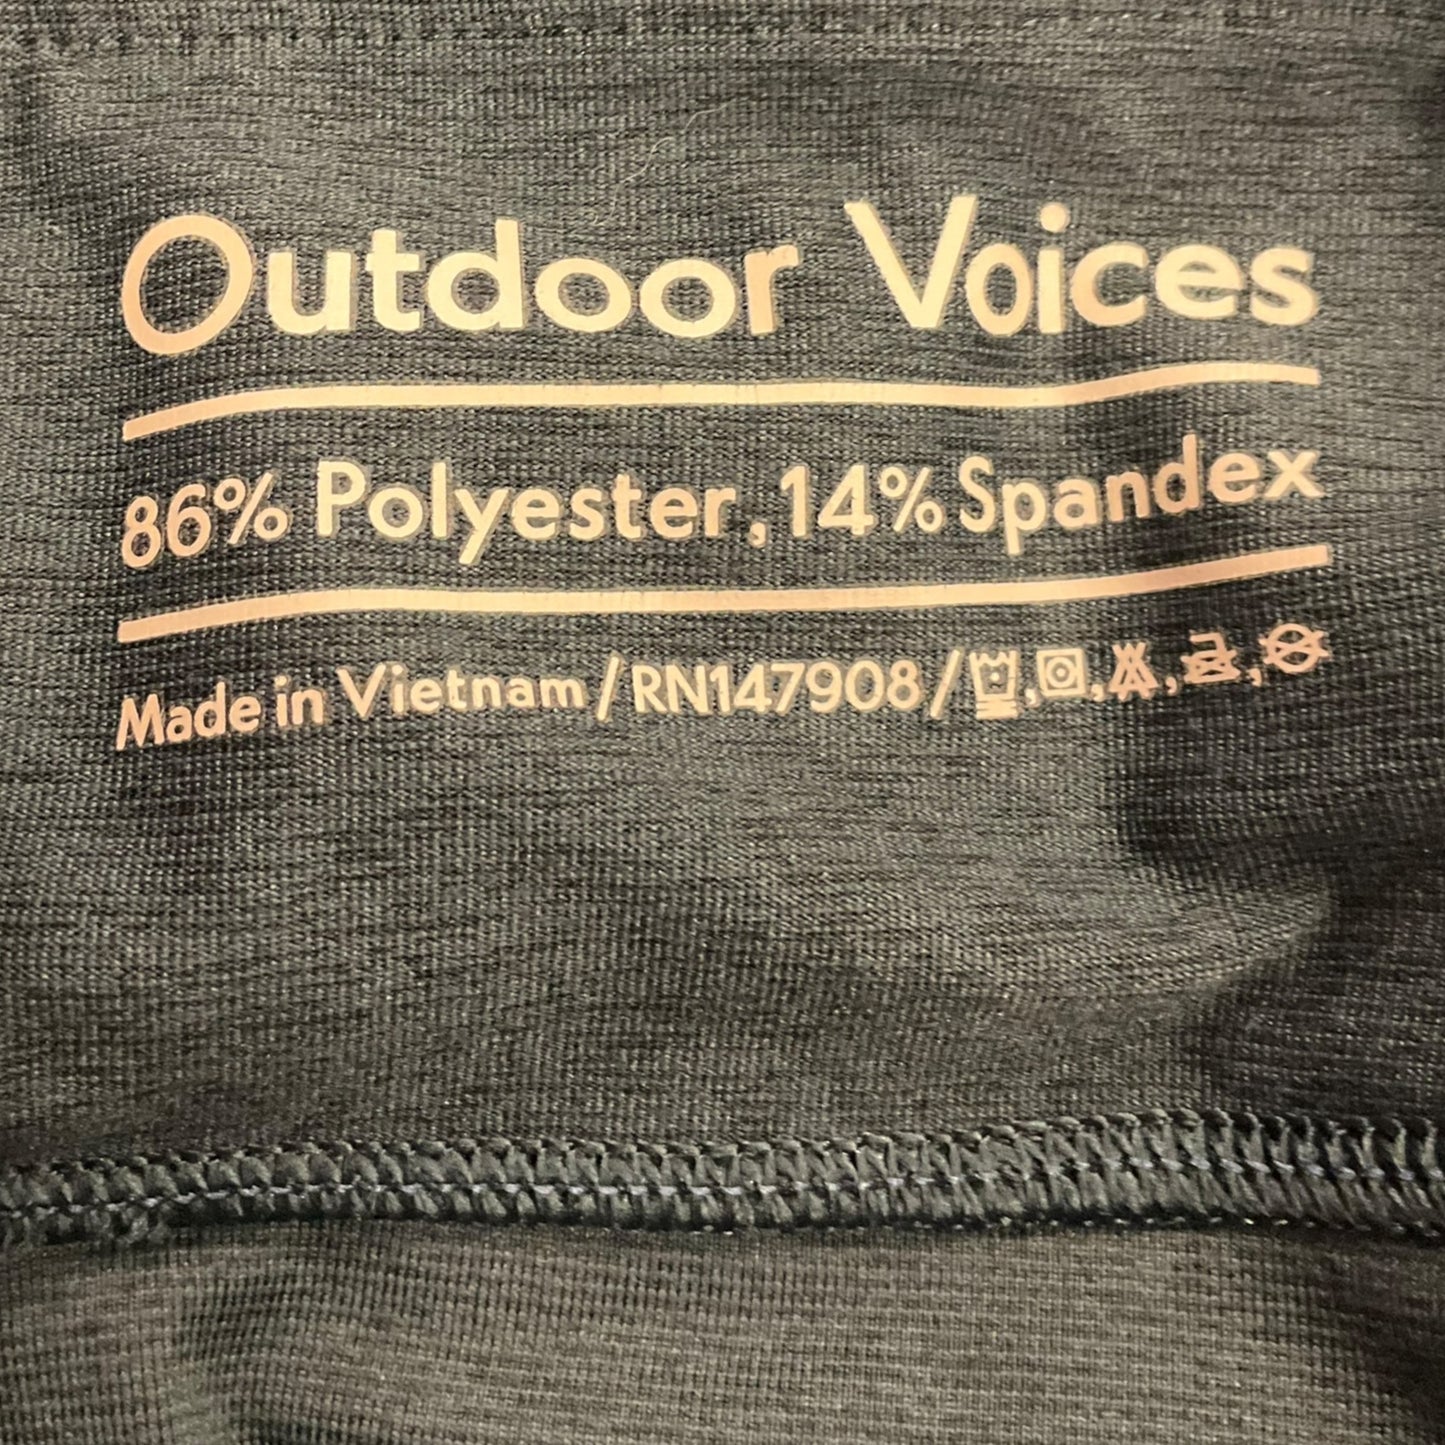 Outdoor Voices
86% Polyester, 14% Spandex
Made in Vietnam/RN147908/